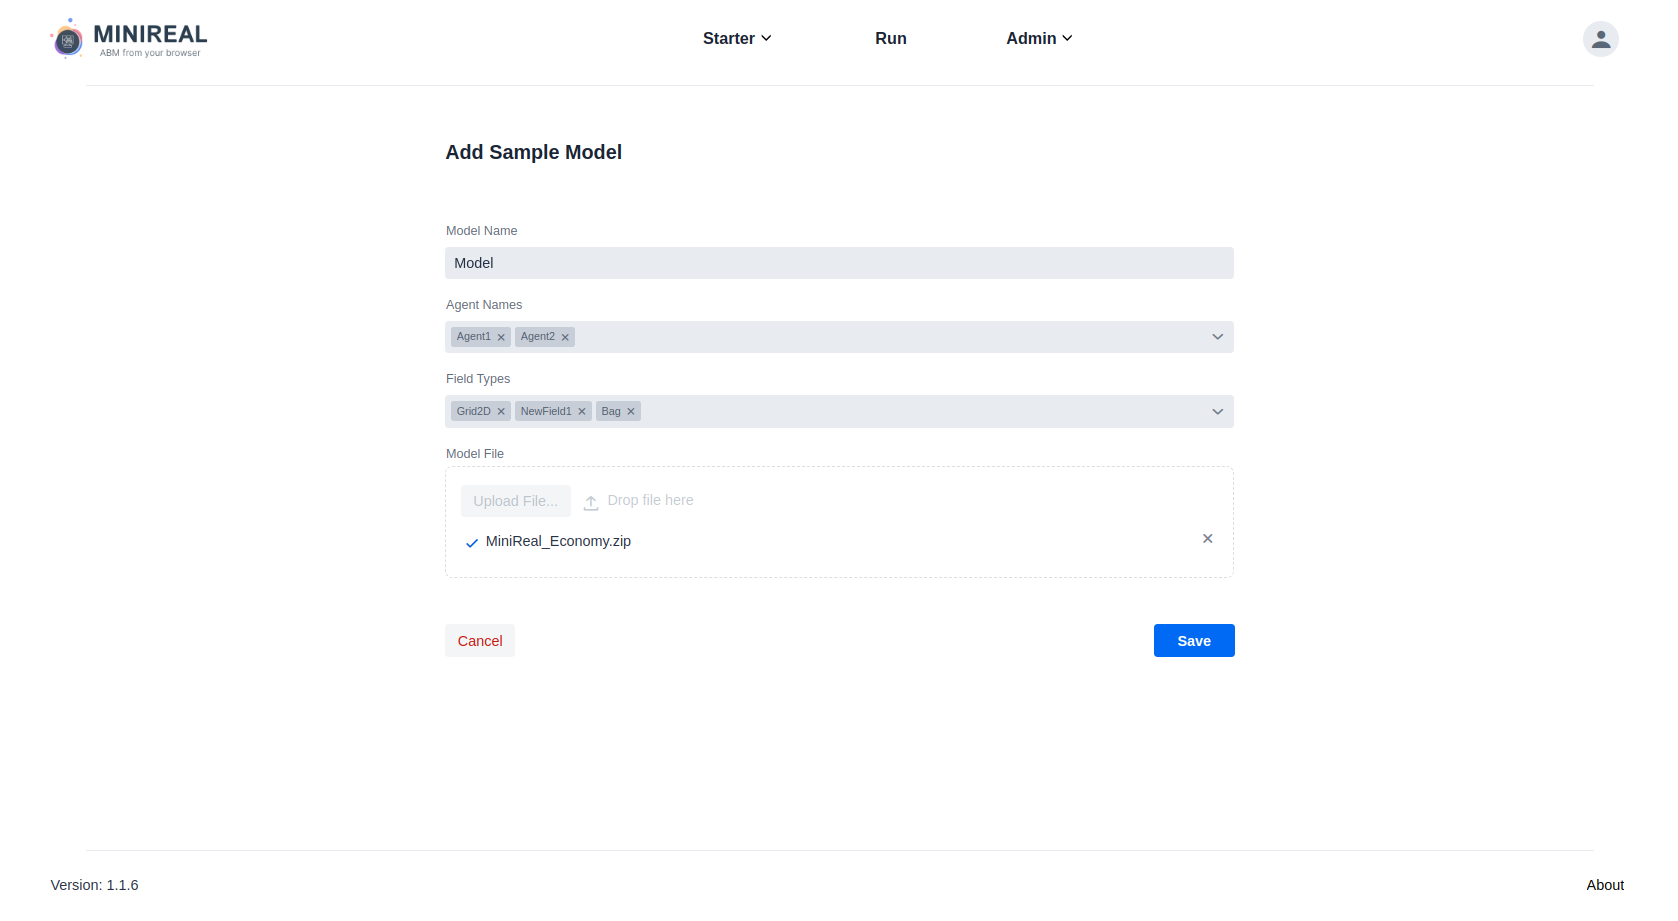 MINIREAL
ABM from your browser
Starter
Run
Admin
Add Sample Model
Model Name
Model
Agent Names
Agent1 Agent2
Field Types
Grid2D NewField1 Bag
Model File
Upload File... Drop file here
MiniReal_Economy.zip
Cancel
Save
Version: 1.1.6
About